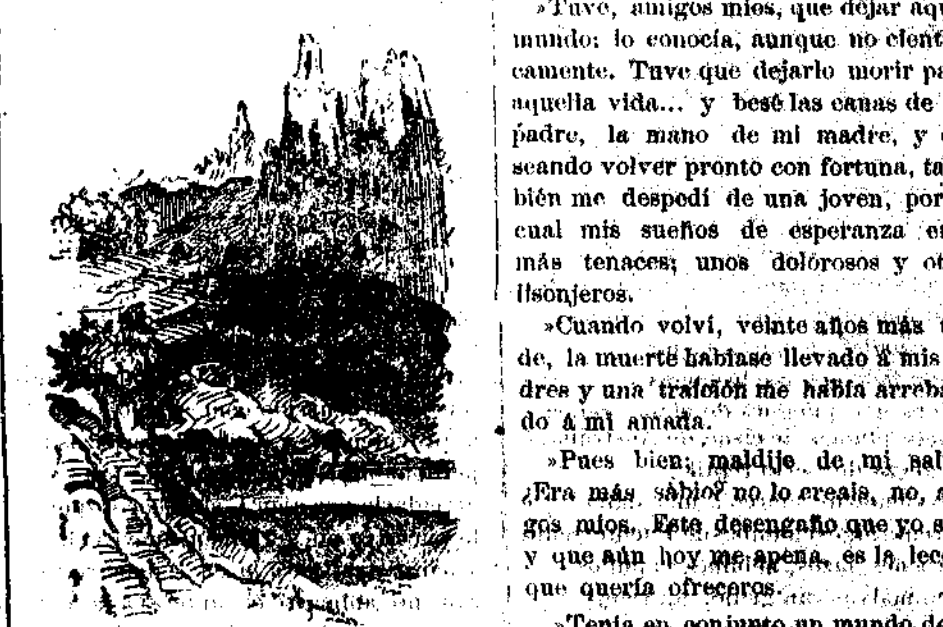 »Tuve, amigos mios, que dejar aqu
mundo: lo conocía, aunque no cient
camente. Tuve que dejarlo morir pa
aquella vida... y besé las canas de
padre, la mano de mi madre, y
seando volver pronto con fortuna, ta
bién me despedí de una joven, por
cual mis sueños de esperanza e
más tenaces; unos dolorosos y ot
lisonjeros.
»Cuando volví, veinte años más
de, la muerte habíase llevado á mis
dres y una traición me había arreba
do á mi amada.
»Pues bien; maldije de mi sal
¿Era más sábio? no lo creais, no,
gos mios. Este desengaño que yo s
y que aún hoy me apena, es la lec
que quería ofreceros.
»Tenía en conjunto un mundo de